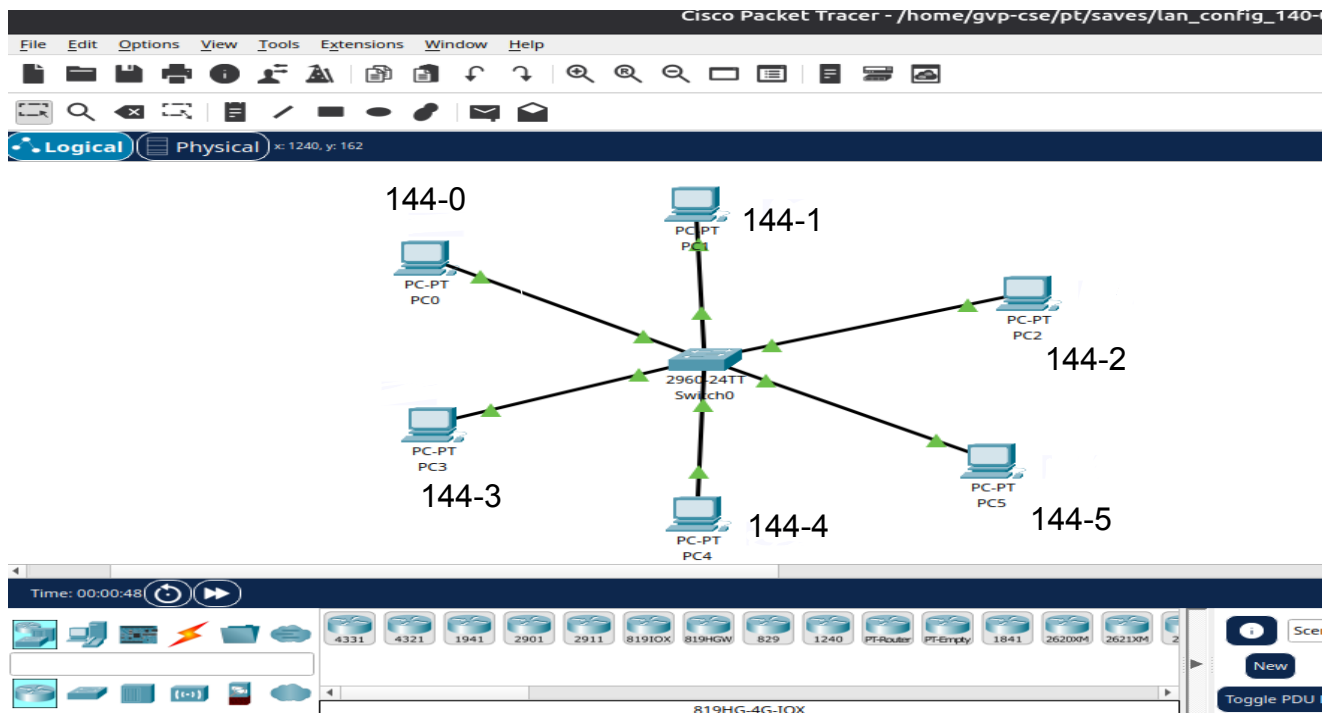 Cisco Packet Tracer - /home/gvp-cse/pt/saves/lan_config_140-
File Edit Options View Tools Extensions Window Help
Logical Physical x: 1240, y: 162
144-0
144-1
PC-PT
PC1
PC-PT
PC0
PC-PT
PC2
144-2
2960-24TT
Switch0
PC-PT
PC3
144-3
PC-PT
PC5
144-5
144-4
PC-PT
PC4
Time: 00:00:48
4331 4321 1941 2901 2911 819IOX 819HGW 829 1240 PT-Router PT-Empty 1841 2620XM 2621XM 2
Scen
New
Toggle PDU
819HG-4G-IOX